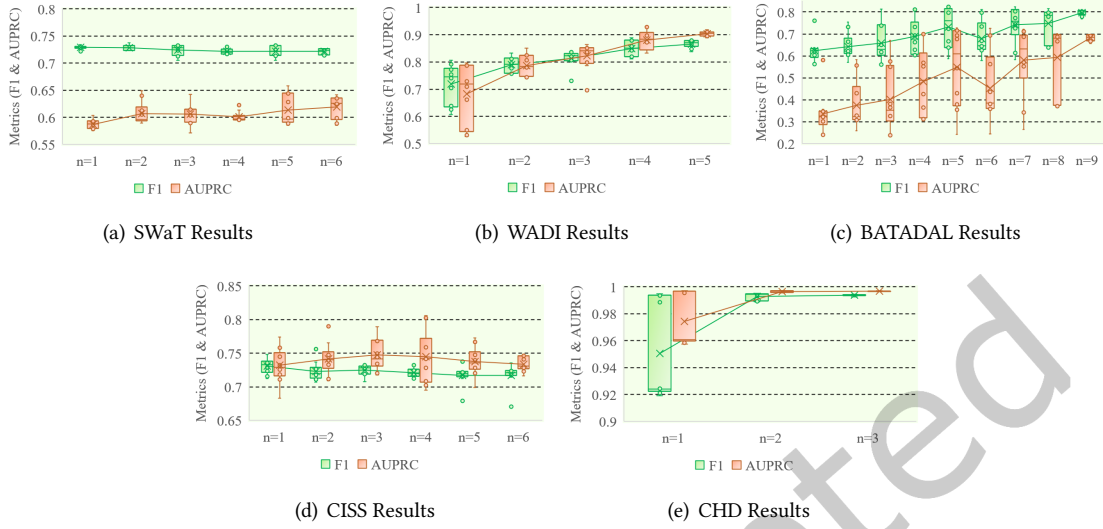 0.8
0.75
0.7
0.65
0.6
0.55
Metrics (F1 & AUPRC)
n=1 n=2 n=3 n=4 n=5 n=6
F1 AUPRC
(a) SWaT Results
1
0.9
0.8
0.7
0.6
0.5
Metrics (F1 & AUPRC)
n=1 n=2 n=3 n=4 n=5
F1 AUPRC
(b) WADI Results
0.8
0.7
0.6
0.5
0.4
0.3
0.2
Metrics (F1 & AUPRC)
n=1 n=2 n=3 n=4 n=5 n=6 n=7 n=8 n=9
F1 AUPRC
(c) BATADAL Results
0.85
0.8
0.75
0.7
0.65
Metrics (F1 & AUPRC)
n=1 n=2 n=3 n=4 n=5 n=6
F1 AUPRC
(d) CISS Results
1
0.98
0.96
0.94
0.92
0.9
Metrics (F1 & AUPRC)
n=1 n=2 n=3
F1 AUPRC
(e) CHD Results
ted